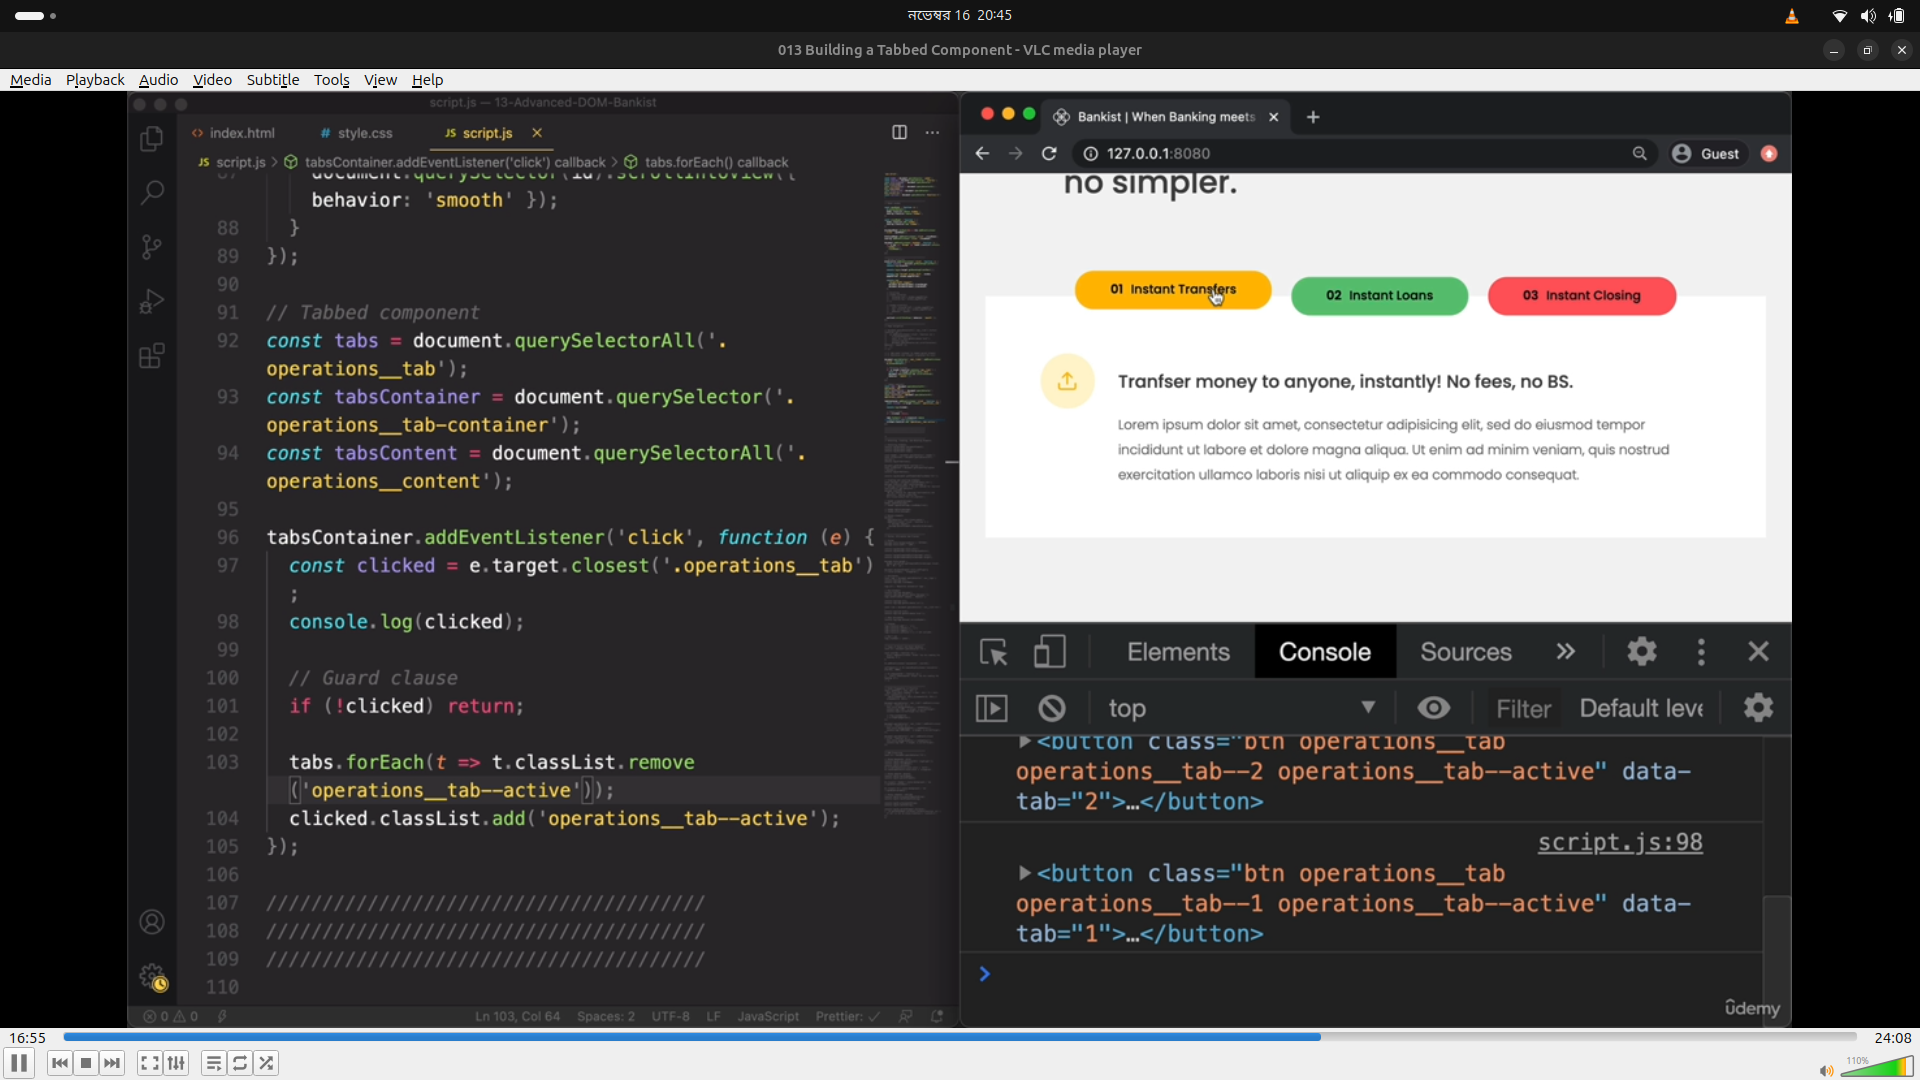 নভেম্বর 16 20:45
013 Building a Tabbed Component - VLC media player
Media Playback Audio Video Subtitle Tools View Help
script.js — 13-Advanced-DOM-Bankist
index.html
style.css
JS script.js
JS script.js > tabsContainer.addEventListener('click') callback > tabs.forEach() callback
87 document.querySelector(id).scrollIntoView({
behavior: 'smooth' });
88 }
89 });
90
91 // Tabbed component
92 const tabs = document.querySelectorAll('.
operations__tab');
93 const tabsContainer = document.querySelector('.
operations__tab-container');
94 const tabsContent = document.querySelectorAll('.
operations__content');
95
96 tabsContainer.addEventListener('click', function (e) {
97 const clicked = e.target.closest('.operations__tab')
;
98 console.log(clicked);
99
100 // Guard clause
101 if (!clicked) return;
102
103 tabs.forEach(t => t.classList.remove
('operations__tab--active'));
104 clicked.classList.add('operations__tab--active');
105 });
106
107 ///////////////////////////////////////
108 ///////////////////////////////////////
109 ///////////////////////////////////////
110
0 0
Ln 103, Col 64 Spaces: 2 UTF-8 LF JavaScript Prettier: ✓
Bankist | When Banking meets
127.0.0.1:8080
Guest
no simpler.
01 Instant Transfers
02 Instant Loans
03 Instant Closing
Tranfser money to anyone, instantly! No fees, no BS.
Lorem ipsum dolor sit amet, consectetur adipisicing elit, sed do eiusmod tempor
incididunt ut labore et dolore magna aliqua. Ut enim ad minim veniam, quis nostrud
exercitation ullamco laboris nisi ut aliquip ex ea commodo consequat.
Elements Console Sources »
top Filter Default leve
<button class="btn operations__tab
operations__tab--2 operations__tab--active" data-
tab="2">…</button>
script.js:98
<button class="btn operations__tab
operations__tab--1 operations__tab--active" data-
tab="1">…</button>
>
ûdemy
16:55
24:08
110%